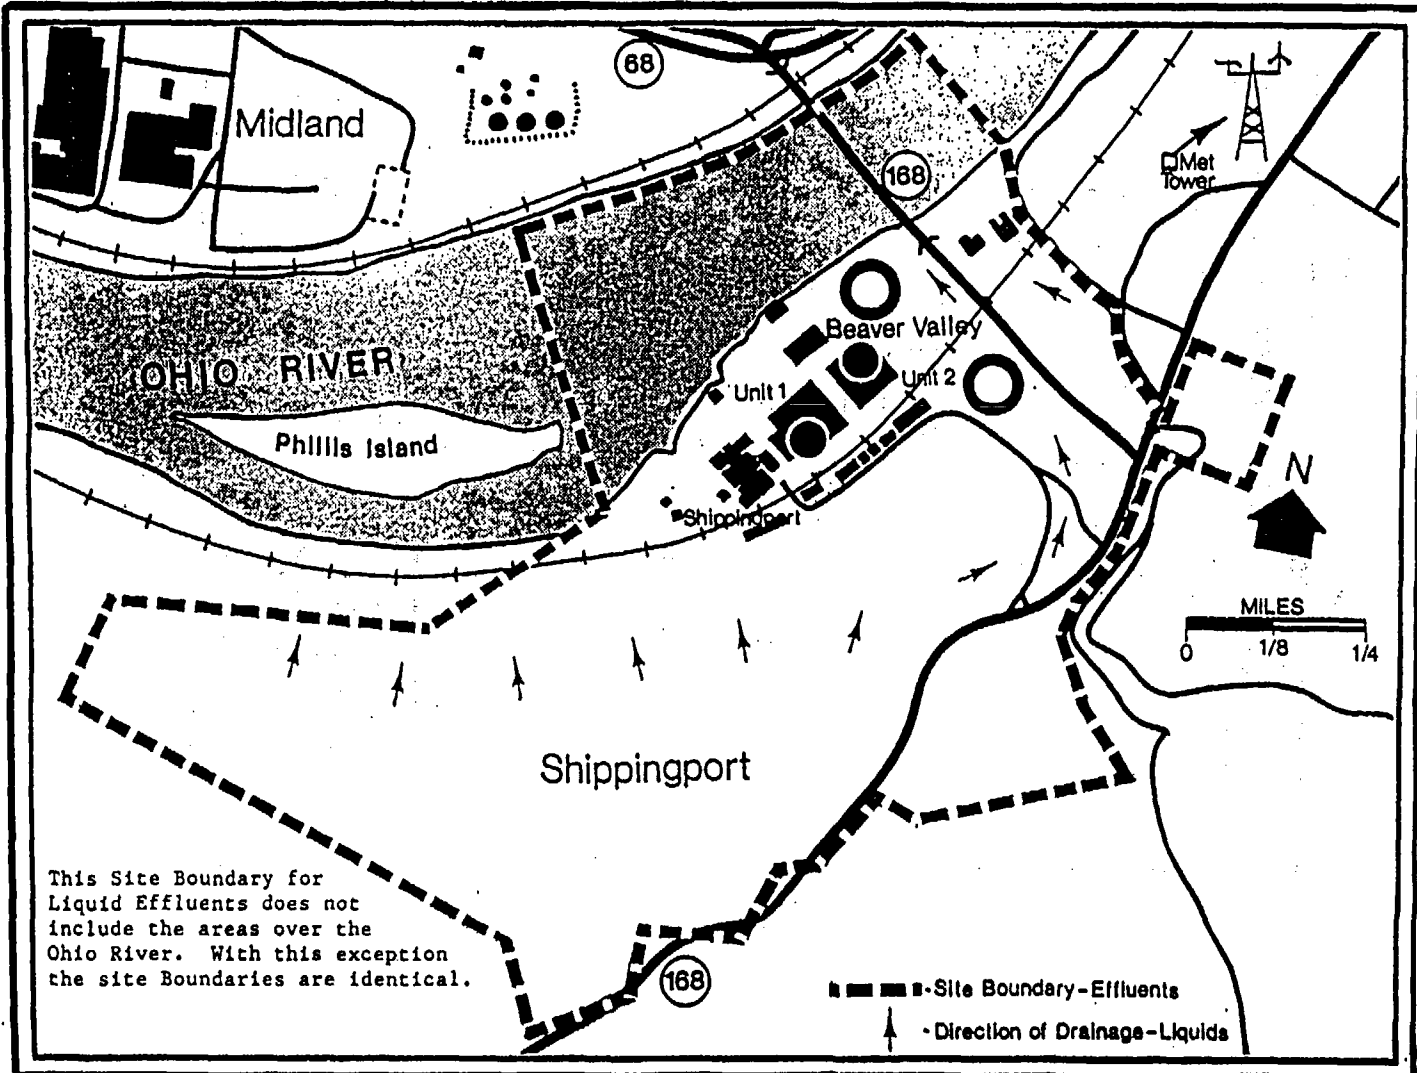 68
Midland
168
Met
Tower
OHIO RIVER
Beaver Valley
Unit 1
Unit 2
Phillis Island
N
Shippingport
MILES
0 1/8 1/4
Shippingport
This Site Boundary for
Liquid Effluents does not
include the areas over the
Ohio River. With this exception
the site Boundaries are identical.
168
Site Boundary-Effluents
Direction of Drainage-Liquids